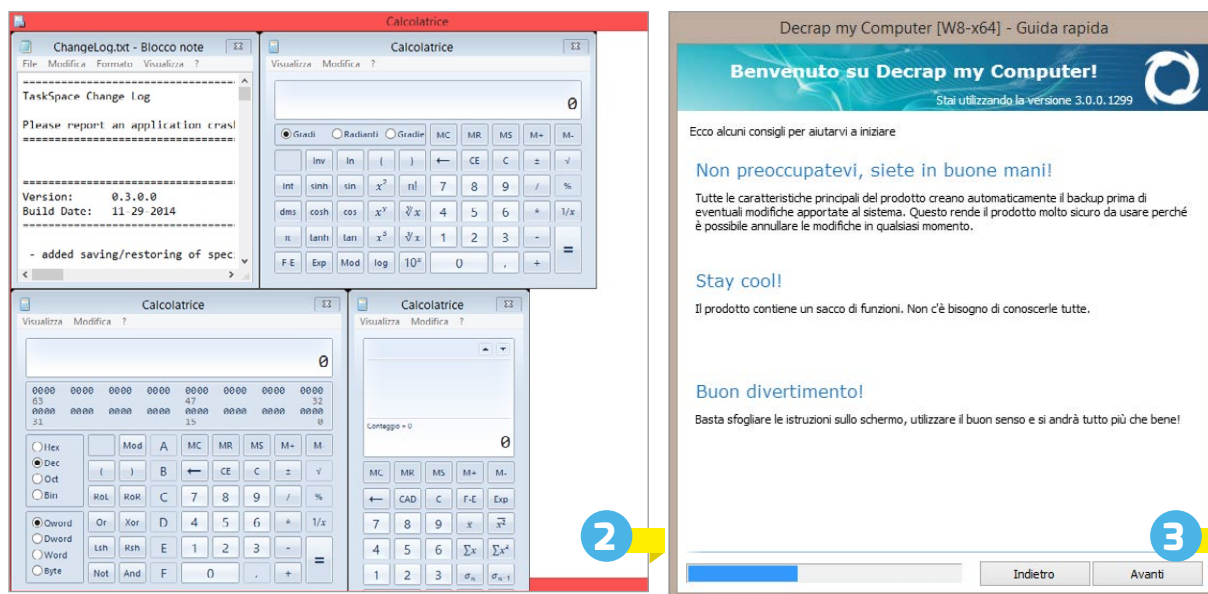 Calcolatrice
ChangeLog.txt - Blocco note
File Modifica Formato Visualizza ?
TaskSpace Change Log
Please report an application
Version: 0.3.0.0
Build Date: 11-29-2014
- added saving/restoring of
Calcolatrice
Visualizza Modifica ?
0
Gradi Radianti
MC MR MS M+ M-
Inv ln ( ) ← CE C ± √
Int sinh sin x² n! 7 8 9 / %
dms cosh cos xʸ ʸ√x 4 5 6 * 1/x
π tanh tan x³ ³√x 1 2 3 - =
F-E Exp Mod log 10ˣ 0 , +
Calcolatrice
Visualizza Modifica ?
0
0000 0000 0000 0000 0000 0000 0000 0000
63 47 32
0000 0000 0000 0000 0000 0000 0000 0000
31 15 0
Hex
Dec
Oct
Bin
Qword
Dword
Word
Byte
Mod A MC MR MS M+ M-
( ) B ← CE C ± √
RoL RoR C 7 8 9 / %
Or Xor D 4 5 6 * 1/x
Lsh Rsh E 1 2 3 - =
Not And F 0 , +
Calcolatrice
Visualizza Modifica ?
Conteggio = 0
0
MC MR MS M+ M-
← CAD C F-E Exp
7 8 9 x̄ x̄²
4 5 6 Σx Σx²
1 2 3 σₙ σₙ₋₁
2
Decrap my Computer [W8-x64] - Guida rapida
Benvenuto su Decrap my Computer!
Stai utilizzando la versione 3.0.0.1299
Ecco alcuni consigli per aiutarvi a iniziare
Non preoccupatevi, siete in buone mani!
Tutte le caratteristiche principali del prodotto creano automaticamente il backup prima di
eventuali modifiche apportate al sistema. Questo rende il prodotto molto sicuro da usare perché
è possibile annullare le modifiche in qualsiasi momento.
Stay cool!
Il prodotto contiene un sacco di funzioni. Non c'è bisogno di conoscerle tutte.
Buon divertimento!
Basta sfogliare le istruzioni sullo schermo, utilizzare il buon senso e si andrà tutto più che bene!
Indietro Avanti
3